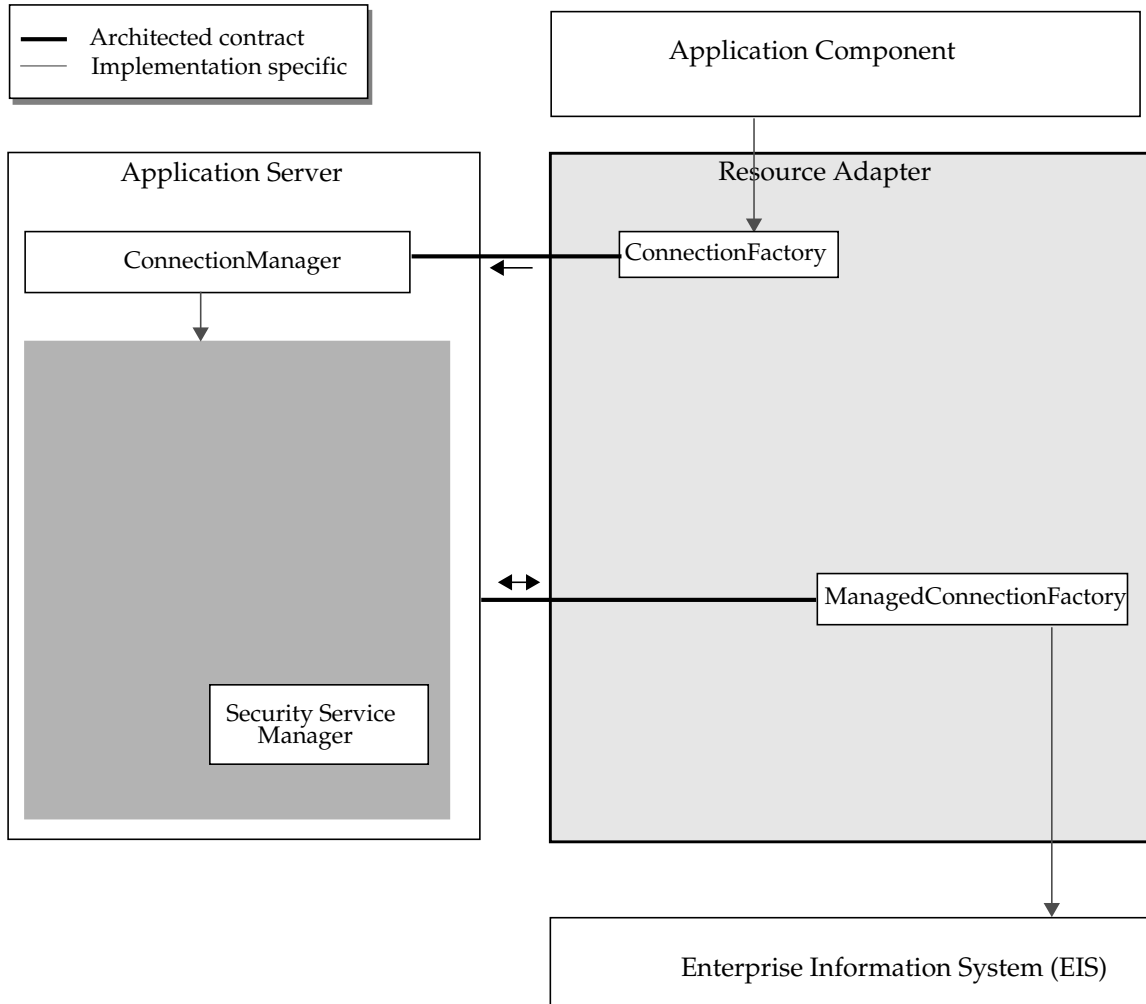 Architected contract
Implementation specific
Application Component
Application Server
Resource Adapter
ConnectionManager
ConnectionFactory
ManagedConnectionFactory
Security Service
Manager
Enterprise Information System (EIS)